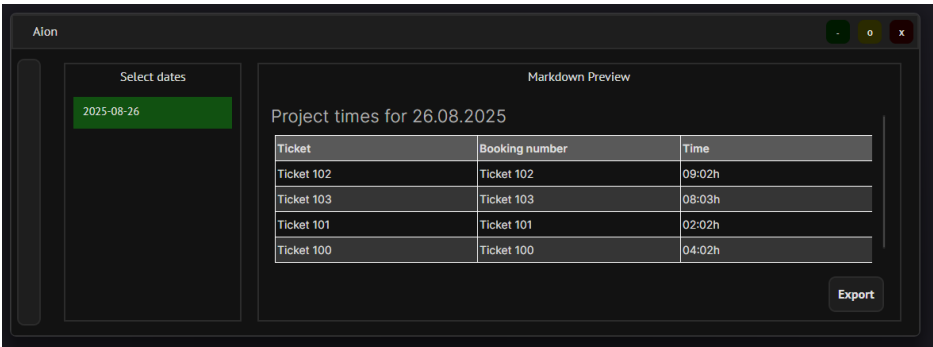 Aion - o x
Select dates
2025-08-26
Markdown Preview
Project times for 26.08.2025
Ticket Booking number Time
Ticket 102 Ticket 102 09:02h
Ticket 103 Ticket 103 08:03h
Ticket 101 Ticket 101 02:02h
Ticket 100 Ticket 100 04:02h
Export